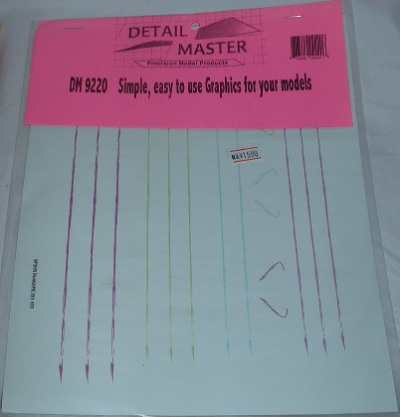 DETAIL
MASTER
Precision Model Products
DM 9220 Simple, easy to use Graphics for your models